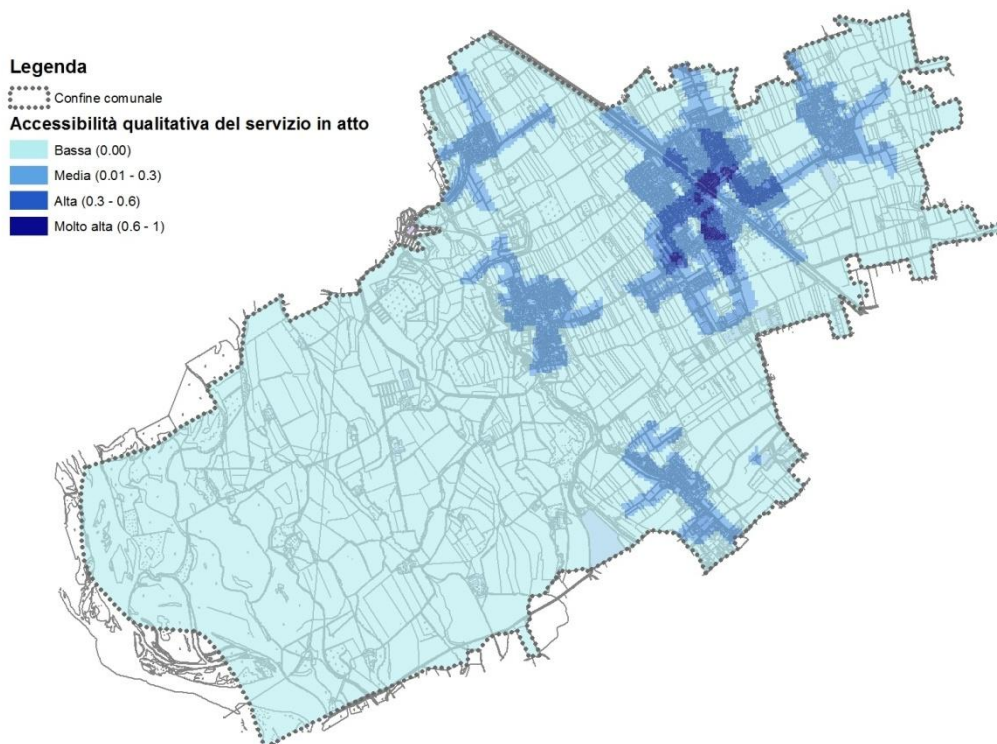 Legenda
Confine comunale
Accessibilità qualitativa del servizio in atto
Bassa (0.00)
Media (0.01 - 0.3)
Alta (0.3 - 0.6)
Molto alta (0.6 - 1)